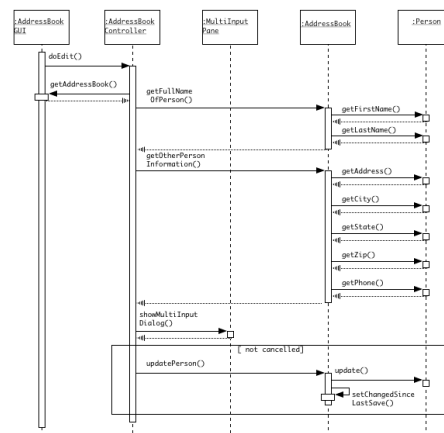 :AddressBook
GUI
:AddressBook
Controller
:MultiInput
Pane
:AddressBook
:Person
doEdit()
getAddressBook()
getFullName
OfPerson()
getFirstName()
getLastName()
getOtherPerson
Information()
getAddress()
getCity()
getState()
getZip()
getPhone()
showMultiInput
Dialog()
[ not cancelled]
updatePerson()
update()
setChangedSince
LastSave()